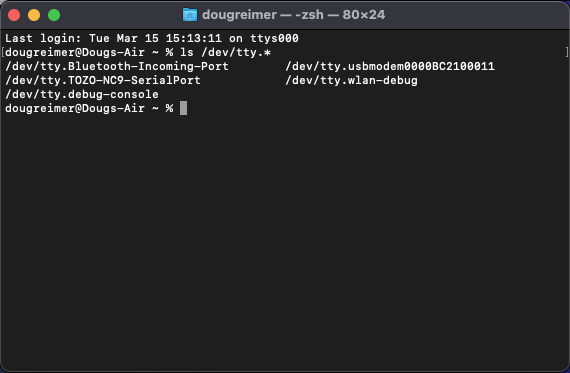 dougreimer — -zsh — 80×24
Last login: Tue Mar 15 15:13:11 on ttys000
[dougreimer@Dougs-Air ~ % ls /dev/tty.* ]
/dev/tty.Bluetooth-Incoming-Port /dev/tty.usbmodem0000BC2100011
/dev/tty.TOZO-NC9-SerialPort /dev/tty.wlan-debug
/dev/tty.debug-console
dougreimer@Dougs-Air ~ %